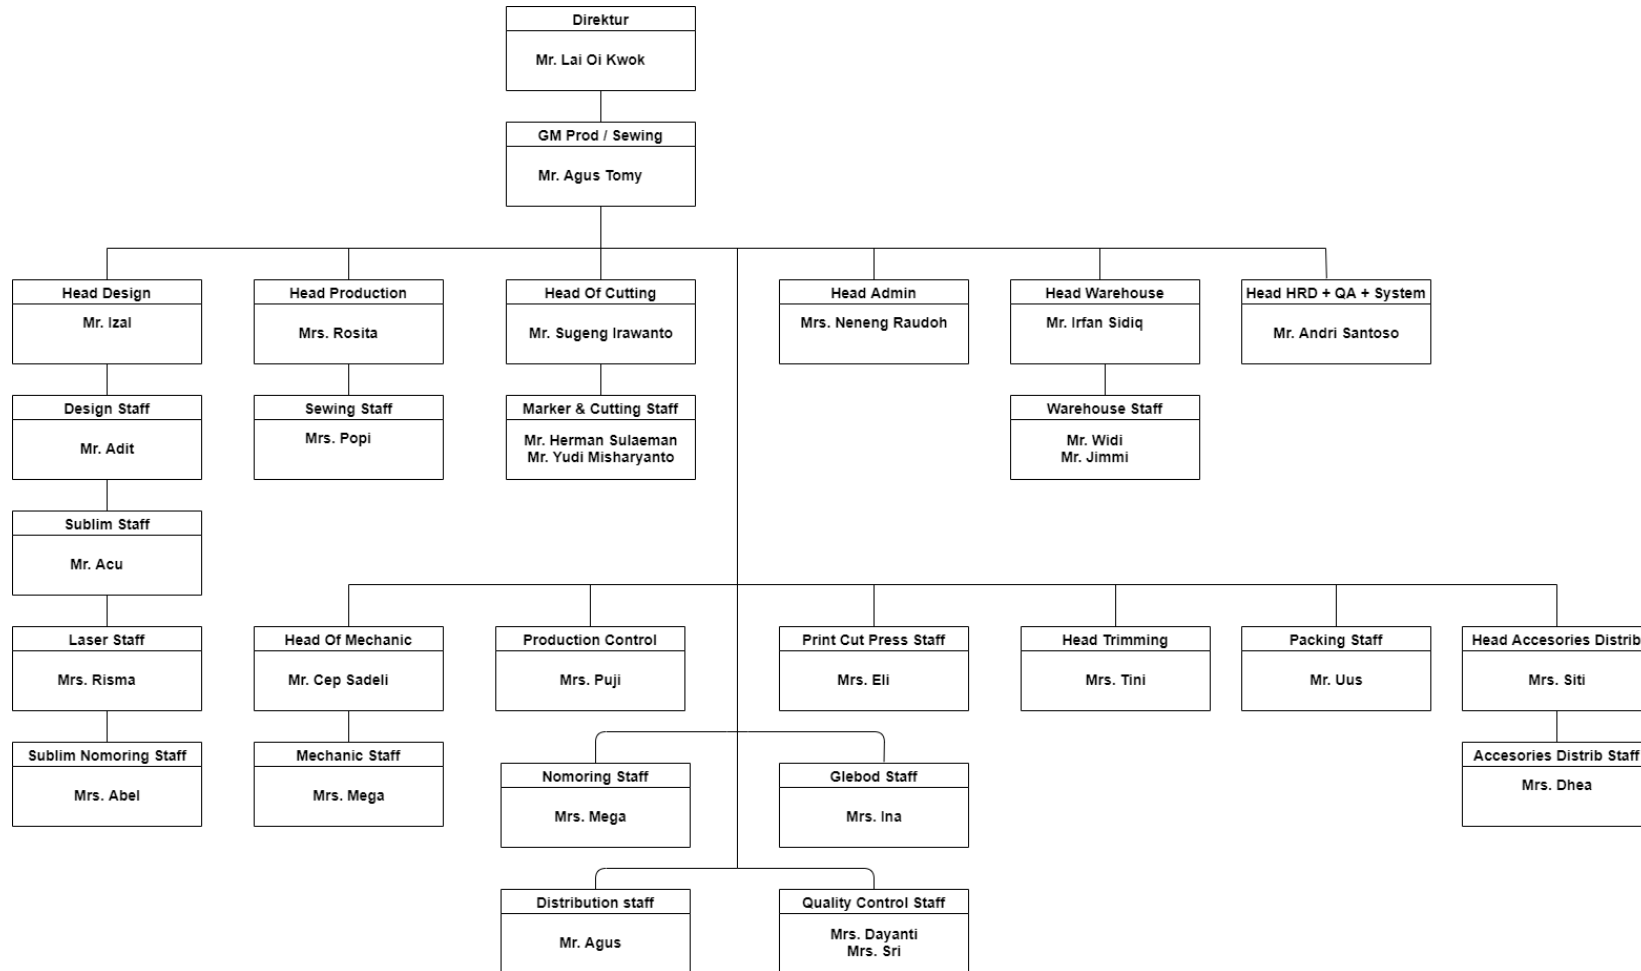 Direktur
Mr. Lai Oi Kwok
GM Prod / Sewing
Mr. Agus Tomy
Head Design
Mr. Izal
Head Production
Mrs. Rosita
Head Of Cutting
Mr. Sugeng Irawanto
Head Admin
Mrs. Neneng Raudoh
Head Warehouse
Mr. Irfan Sidiq
Head HRD + QA + System
Mr. Andri Santoso
Design Staff
Mr. Adit
Sewing Staff
Mrs. Popi
Marker & Cutting Staff
Mr. Herman Sulaeman
Mr. Yudi Misharyanto
Warehouse Staff
Mr. Widi
Mr. Jimmi
Sublim Staff
Mr. Acu
Laser Staff
Mrs. Risma
Head Of Mechanic
Mr. Cep Sadeli
Production Control
Mrs. Puji
Print Cut Press Staff
Mrs. Eli
Head Trimming
Mrs. Tini
Packing Staff
Mr. Uus
Head Accesories Distrib
Mrs. Siti
Sublim Nomoring Staff
Mrs. Abel
Mechanic Staff
Mrs. Mega
Nomoring Staff
Mrs. Mega
Glebod Staff
Mrs. Ina
Accesories Distrib Staff
Mrs. Dhea
Distribution staff
Mr. Agus
Quality Control Staff
Mrs. Dayanti
Mrs. Sri